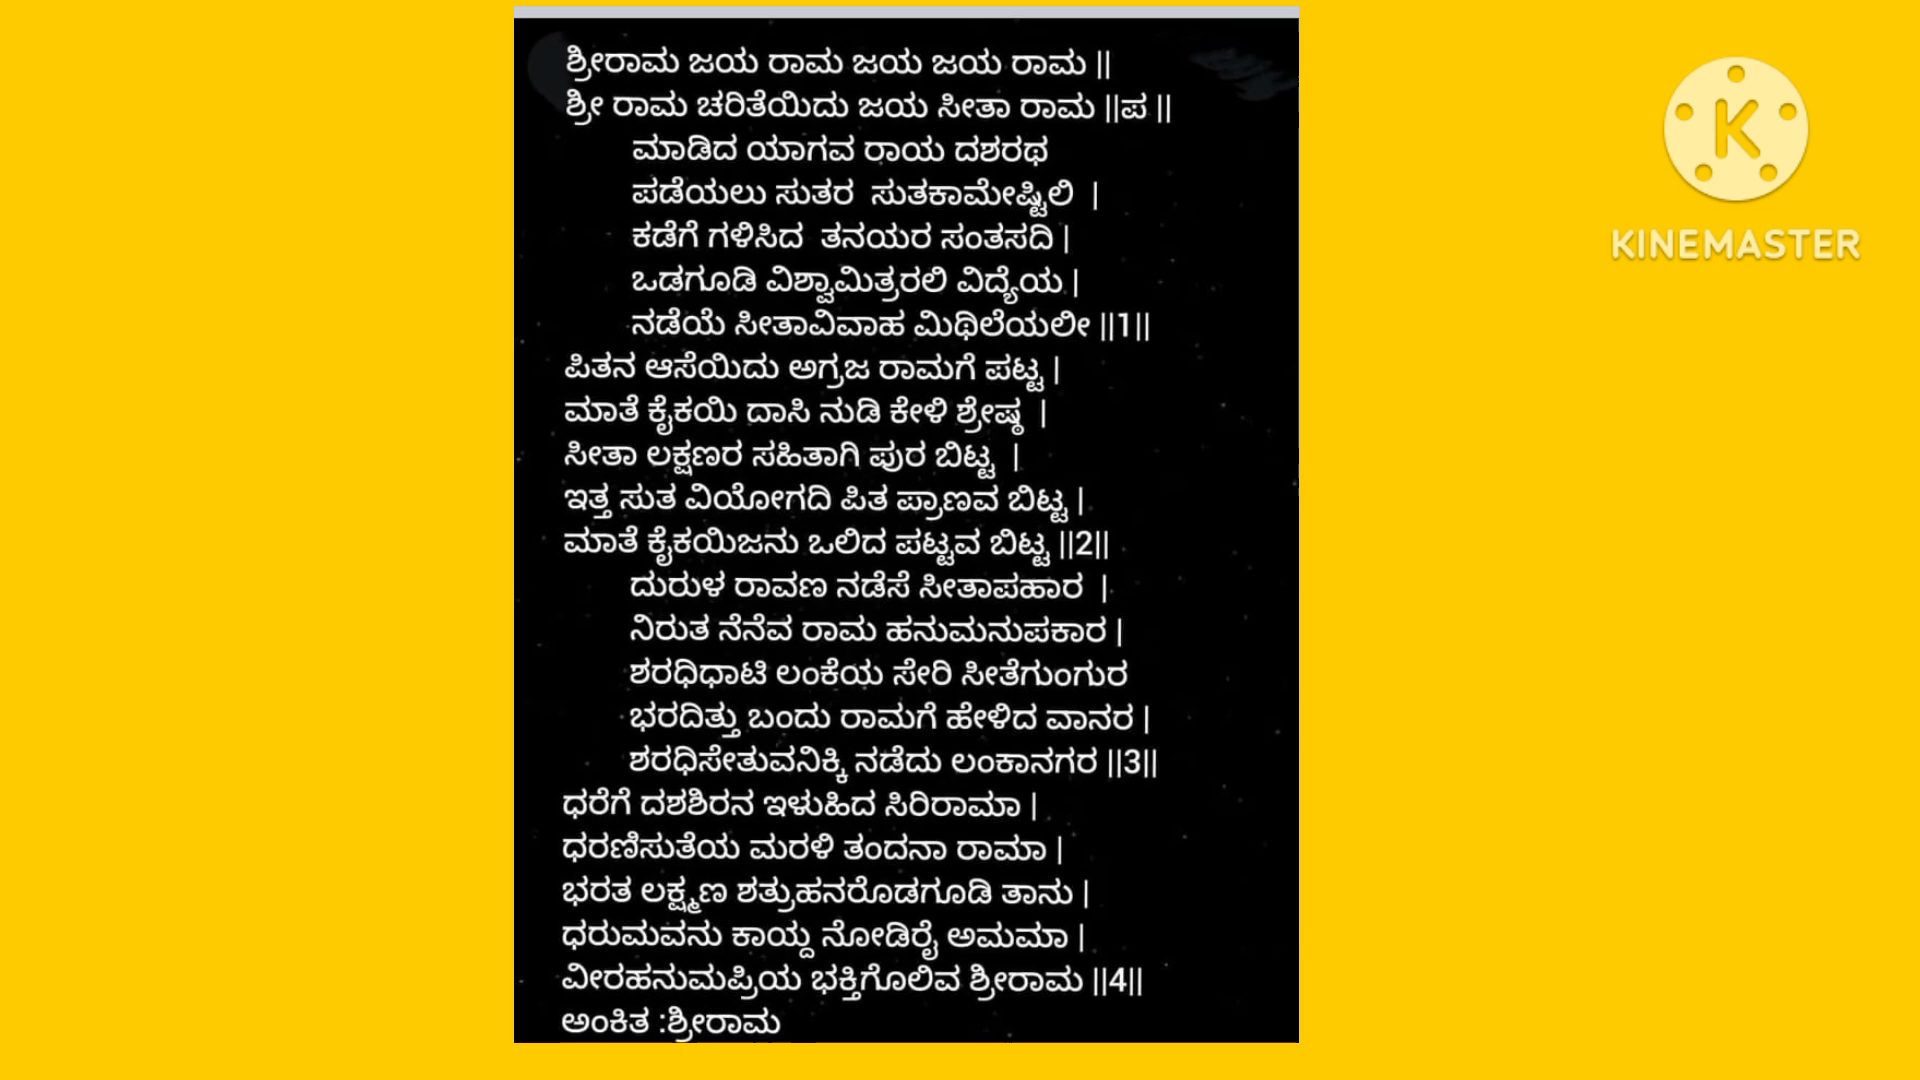 ಶ್ರೀರಾಮ ಜಯ ರಾಮ ಜಯ ಜಯ ರಾಮ ||
ಶ್ರೀ ರಾಮ ಚರಿತೆಯಿದು ಜಯ ಸೀತಾ ರಾಮ ||ಪ ||
ಮಾಡಿದ ಯಾಗವ ರಾಯ ದಶರಥ
ಪಡೆಯಲು ಸುತರ ಸುತಕಾಮೇಷ್ಟಿಲಿ |
ಕಡೆಗೆ ಗಳಿಸಿದ ತನಯರ ಸಂತಸದಿ |
ಒಡಗೂಡಿ ವಿಶ್ವಾಮಿತ್ರರಲಿ ವಿದ್ಯೆಯ |
ನಡೆಯೆ ಸೀತಾವಿವಾಹ ಮಿಥಿಲೆಯಲೀ ||1||
ಪಿತನ ಆಸೆಯಿದು ಅಗ್ರಜ ರಾಮಗೆ ಪಟ್ಟ |
ಮಾತೆ ಕೈಕಯಿ ದಾಸಿ ನುಡಿ ಕೇಳಿ ಶ್ರೇಷ್ಠ |
ಸೀತಾ ಲಕ್ಷಣರ ಸಹಿತಾಗಿ ಪುರ ಬಿಟ್ಟ |
ಇತ್ತ ಸುತ ವಿಯೋಗದಿ ಪಿತ ಪ್ರಾಣವ ಬಿಟ್ಟ |
ಮಾತೆ ಕೈಕಯಿಜನು ಒಲಿದ ಪಟ್ಟವ ಬಿಟ್ಟ ||2||
ದುರುಳ ರಾವಣ ನಡೆಸೆ ಸೀತಾಪಹಾರ |
ನಿರುತ ನೆನೆವ ರಾಮ ಹನುಮನುಪಕಾರ |
ಶರಧಿಧಾಟಿ ಲಂಕೆಯ ಸೇರಿ ಸೀತೆಗುಂಗುರ
ಭರದಿತ್ತು ಬಂದು ರಾಮಗೆ ಹೇಳಿದ ವಾನರ |
ಶರಧಿಸೇತುವನಿಕ್ಕಿ ನಡೆದು ಲಂಕಾನಗರ ||3||
ಧರೆಗೆ ದಶಶಿರನ ಇಳುಹಿದ ಸಿರಿರಾಮಾ |
ಧರಣಿಸುತೆಯ ಮರಳಿ ತಂದನಾ ರಾಮಾ |
ಭರತ ಲಕ್ಷ್ಮಣ ಶತ್ರುಹನರೊಡಗೂಡಿ ತಾನು |
ಧರುಮವನು ಕಾಯ್ದ ನೋಡಿರೈ ಅಮಮಾ |
ವೀರಹನುಮಪ್ರಿಯ ಭಕ್ತಿಗೊಲಿವ ಶ್ರೀರಾಮ ||4||
ಅಂಕಿತ :ಶ್ರೀರಾಮ
K
KINEMASTER